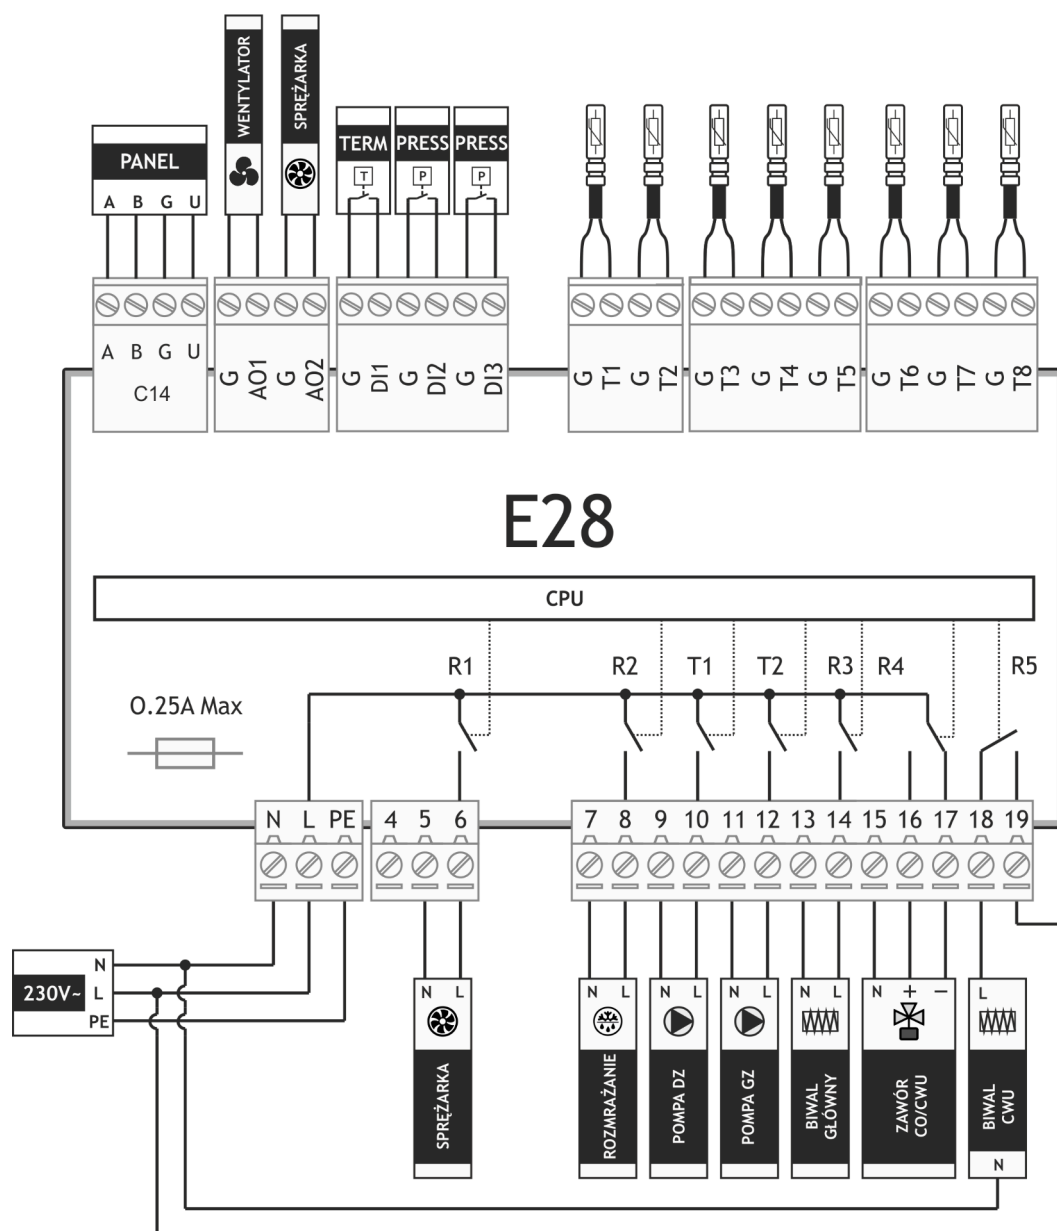 WENTYLATOR
SPRĘŻARKA
TERM PRESS PRESS
PANEL
T P P
A B G U
A B G U
C14
G AO1 G AO2
G DI1 G DI2 G DI3
G T1 G T2
G T3 G T4 G T5
G T6 G T7 G T8
E28
CPU
R1 R2 T1 T2 R3 R4 R5
0.25A Max
N L PE 4 5 6 7 8 9 10 11 12 13 14 15 16 17 18 19
230V~
N
L
PE
N L
SPRĘŻARKA
N L
ROZMRAŻANIE
N L
POMPA DZ
N L
POMPA GZ
N L
BIWAL
GŁÓWNY
N + −
ZAWÓR
CO/CWU
L
BIWAL
CWU
N